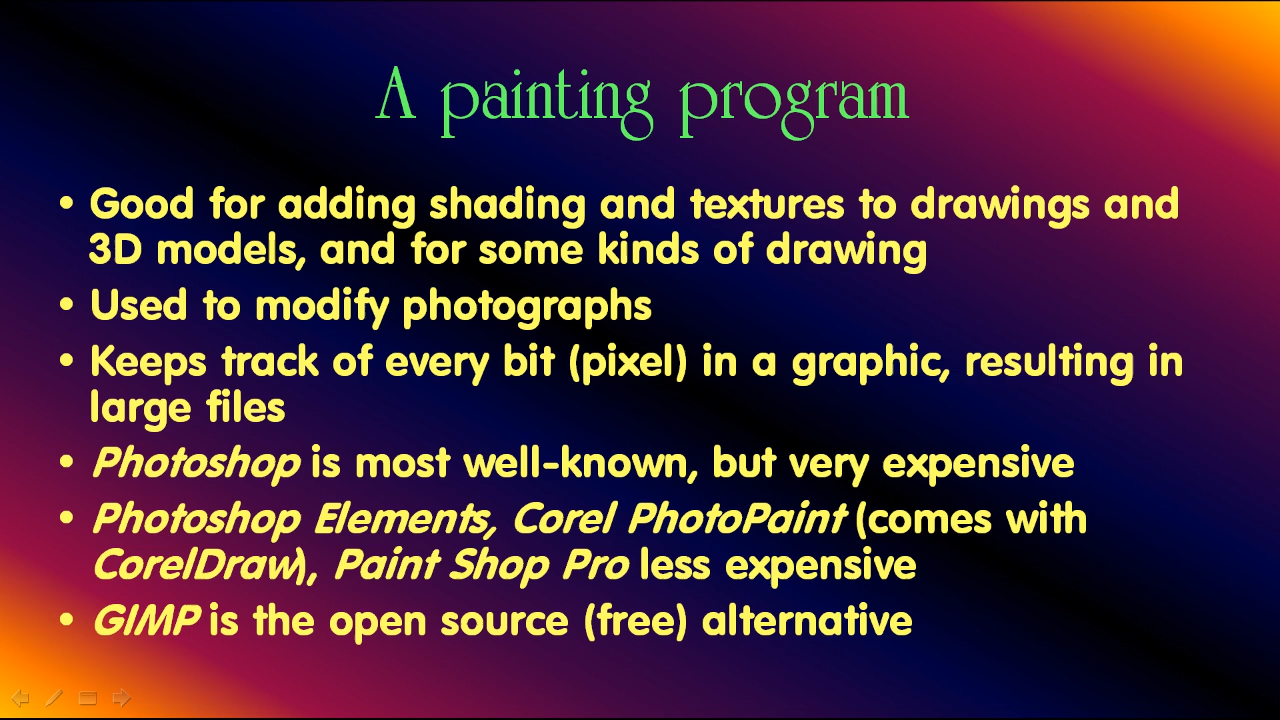 A painting program
• Good for adding shading and textures to drawings and
3D models, and for some kinds of drawing
• Used to modify photographs
• Keeps track of every bit (pixel) in a graphic, resulting in
large files
• Photoshop is most well-known, but very expensive
• Photoshop Elements, Corel PhotoPaint (comes with
CorelDraw), Paint Shop Pro less expensive
• GIMP is the open source (free) alternative